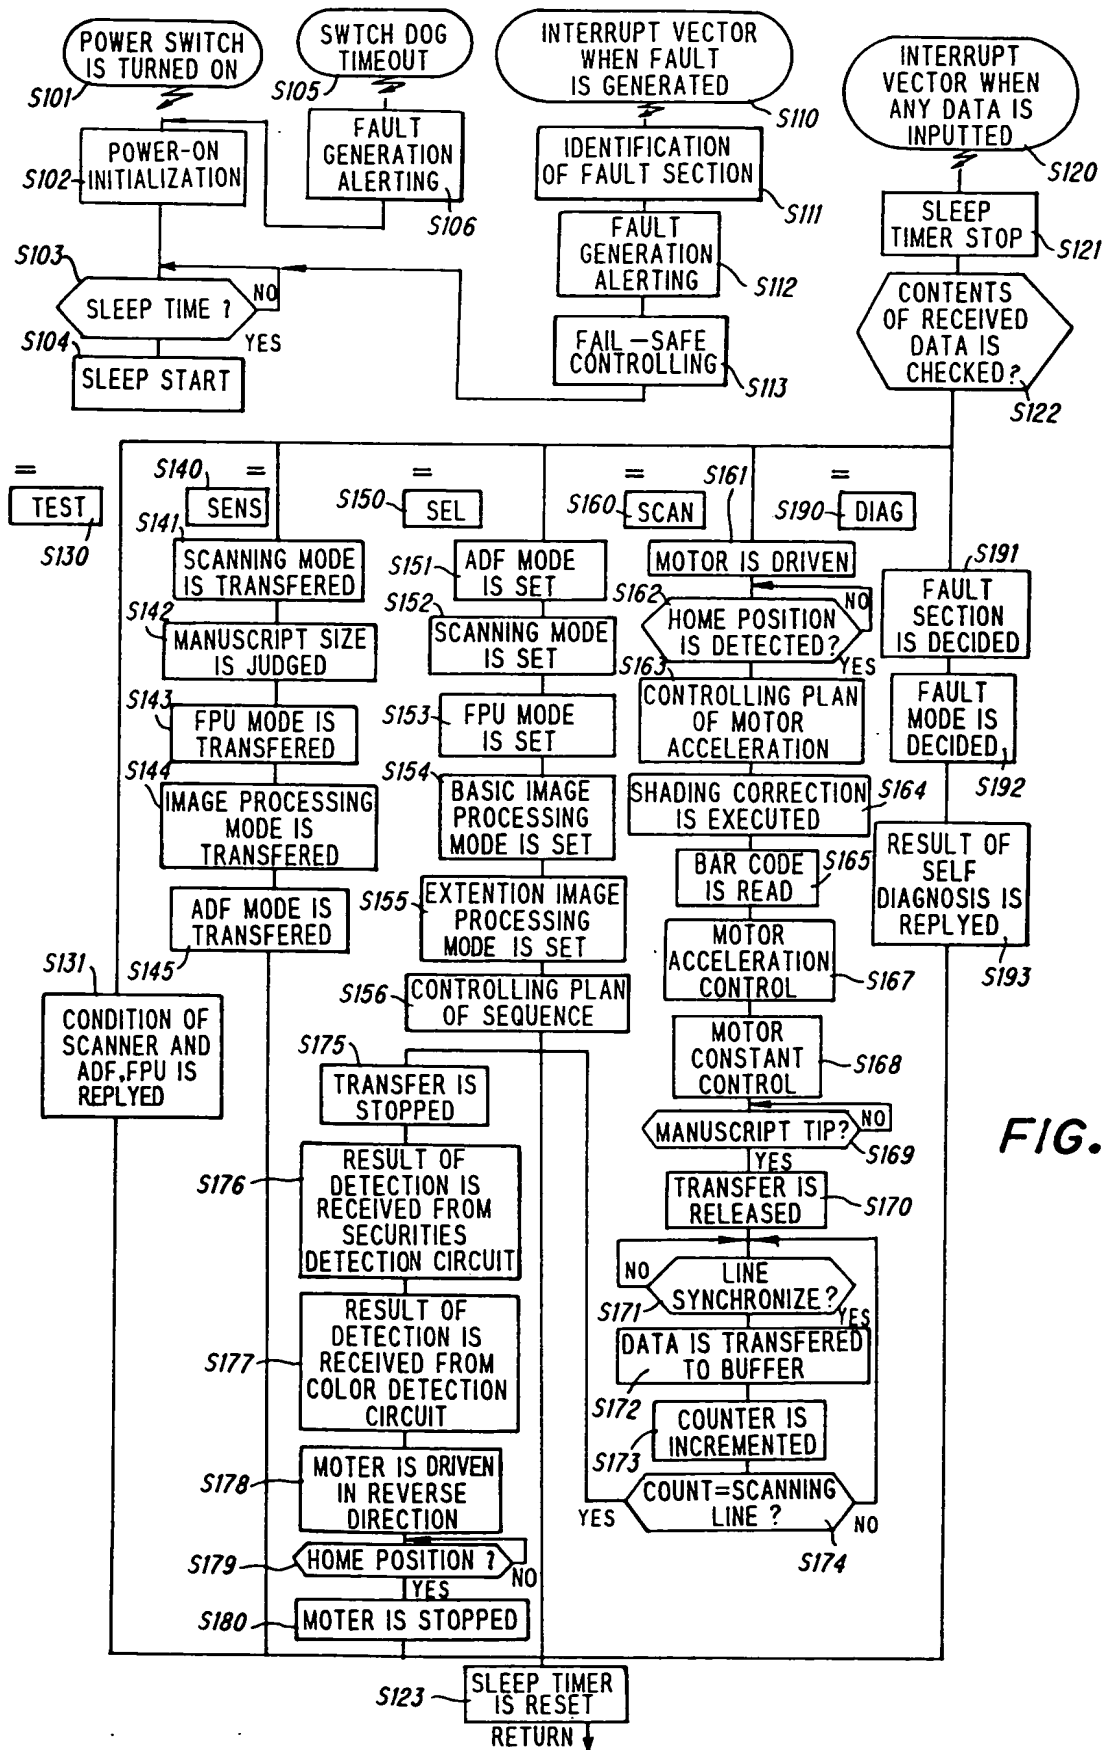 POWER SWITCH
IS TURNED ON
S101
SWTCH DOG
TIMEOUT
S105
INTERRUPT VECTOR
WHEN FAULT
IS GENERATED
S110
INTERRUPT
VECTOR WHEN
ANY DATA IS
INPUTTED
S120
POWER-ON
INITIALIZATION
S102
FAULT
GENERATION
ALERTING
S106
IDENTIFICATION
OF FAULT SECTION
S111
SLEEP
TIMER STOP
S121
FAULT
GENERATION
ALERTING
S112
S103
SLEEP TIME ?
NO
YES
S104
SLEEP START
FAIL-SAFE
CONTROLLING
S113
CONTENTS
OF RECEIVED
DATA IS
CHECKED?
S122
=
TEST
S130
S140
=
SENS
=
S150
SEL
=
S160
SCAN
S161
=
S190
DIAG
S141
SCANNING MODE
IS TRANSFERED
S142
MANUSCRIPT SIZE
IS JUDGED
S143
FPU MODE IS
TRANSFERED
S144
IMAGE PROCESSING
MODE IS
TRANSFERED
ADF MODE IS
TRANSFERED
S145
S131
CONDITION OF
SCANNER AND
ADF,FPU IS
REPLYED
S151
ADF MODE
IS SET
S152
SCANNING MODE
IS SET
S153
FPU MODE
IS SET
S154
BASIC IMAGE
PROCESSING
MODE IS SET
S155
EXTENTION IMAGE
PROCESSING
MODE IS SET
S156
CONTROLLING PLAN
OF SEQUENCE
MOTOR IS DRIVEN
S162
HOME POSITION
IS DETECTED?
NO
YES
S163
CONTROLLING PLAN
OF MOTOR
ACCELERATION
SHADING CORRECTION
IS EXECUTED
S164
BAR CODE
IS READ
S165
MOTOR
ACCELERATION
CONTROL
S167
MOTOR
CONSTANT
CONTROL
S168
MANUSCRIPT TIP?
NO
S169
YES
TRANSFER IS
RELEASED
S170
NO
LINE
SYNCHRONIZE?
S171
YES
DATA IS TRANSFERED
TO BUFFER
S172
COUNTER IS
INCREMENTED
S173
COUNT=SCANNING
LINE ?
YES
NO
S174
S191
FAULT
SECTION
IS DECIDED
FAULT
MODE IS
DECIDED
S192
RESULT OF
SELF
DIAGNOSIS IS
REPLYED
S193
S175
TRANSFER IS
STOPPED
S176
RESULT OF
DETECTION IS
RECEIVED FROM
SECURITIES
DETECTION CIRCUIT
S177
RESULT OF
DETECTION IS
RECEIVED FROM
COLOR DETECTION
CIRCUIT
S178
MOTER IS DRIVEN
IN REVERSE
DIRECTION
S179
HOME POSITION ?
NO
YES
S180
MOTER IS STOPPED
S123
SLEEP TIMER
IS RESET
RETURN
FIG.